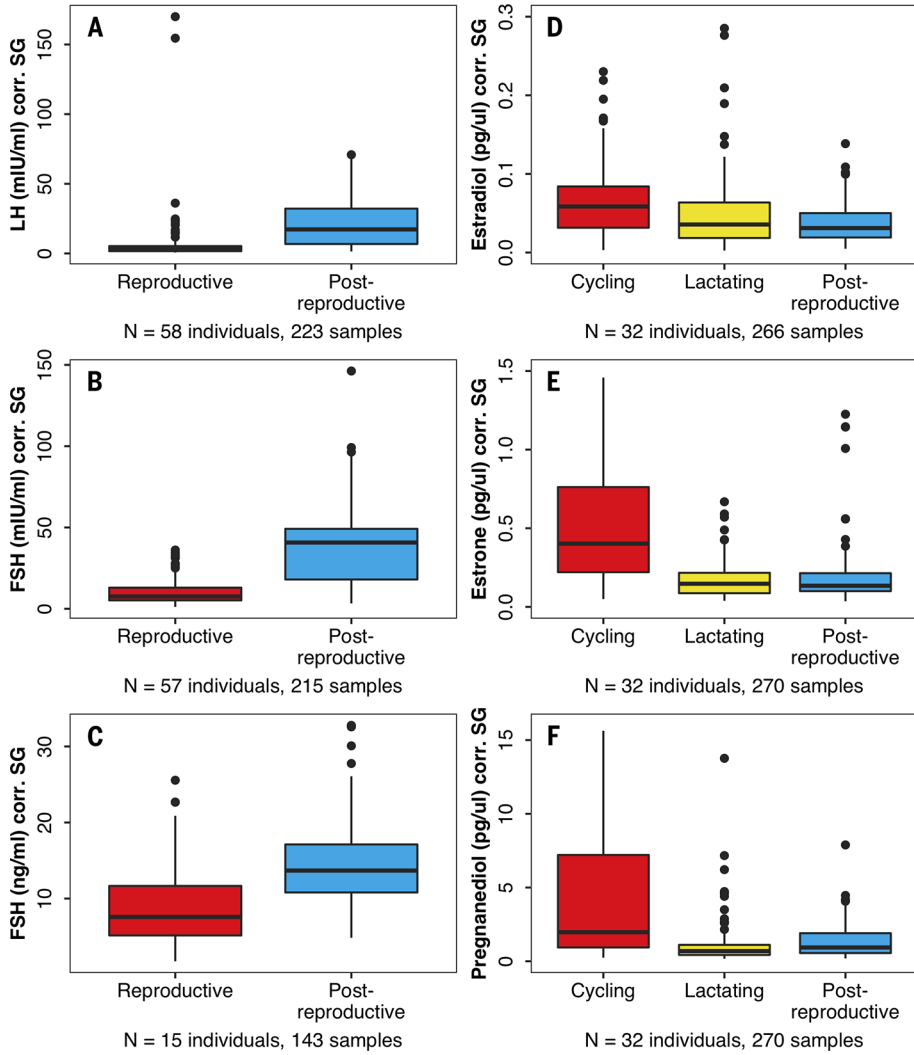 A
LH (mIU/ml) corr. SG
150
100
50
0
Reproductive
Post-
reproductive
N = 58 individuals, 223 samples
B
FSH (mIU/ml) corr. SG
150
100
50
0
Reproductive
Post-
reproductive
N = 57 individuals, 215 samples
C
FSH (ng/ml) corr. SG
30
20
10
Reproductive
Post-
reproductive
N = 15 individuals, 143 samples
D
Estradiol (pg/ul) corr. SG
0.3
0.2
0.1
0.0
Cycling
Lactating
Post-
reproductive
N = 32 individuals, 266 samples
E
Estrone (pg/ul) corr. SG
1.5
1.0
0.5
0.0
Cycling
Lactating
Post-
reproductive
N = 32 individuals, 270 samples
F
Pregnanediol (pg/ul) corr. SG
15
10
5
0
Cycling
Lactating
Post-
reproductive
N = 32 individuals, 270 samples